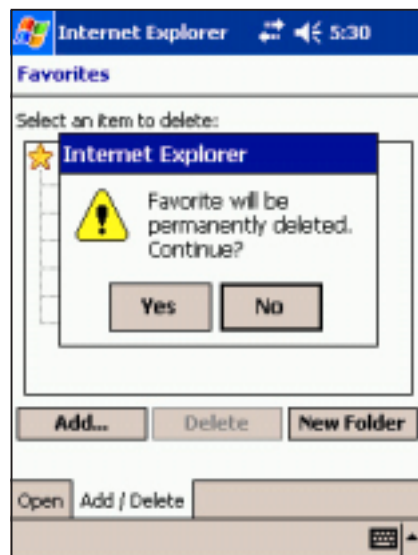 Internet Explorer 5:30
Favorites
Select an item to delete:
Internet Explorer
Favorite will be
permanently deleted.
Continue?
Yes No
Add... Delete New Folder
Open Add / Delete